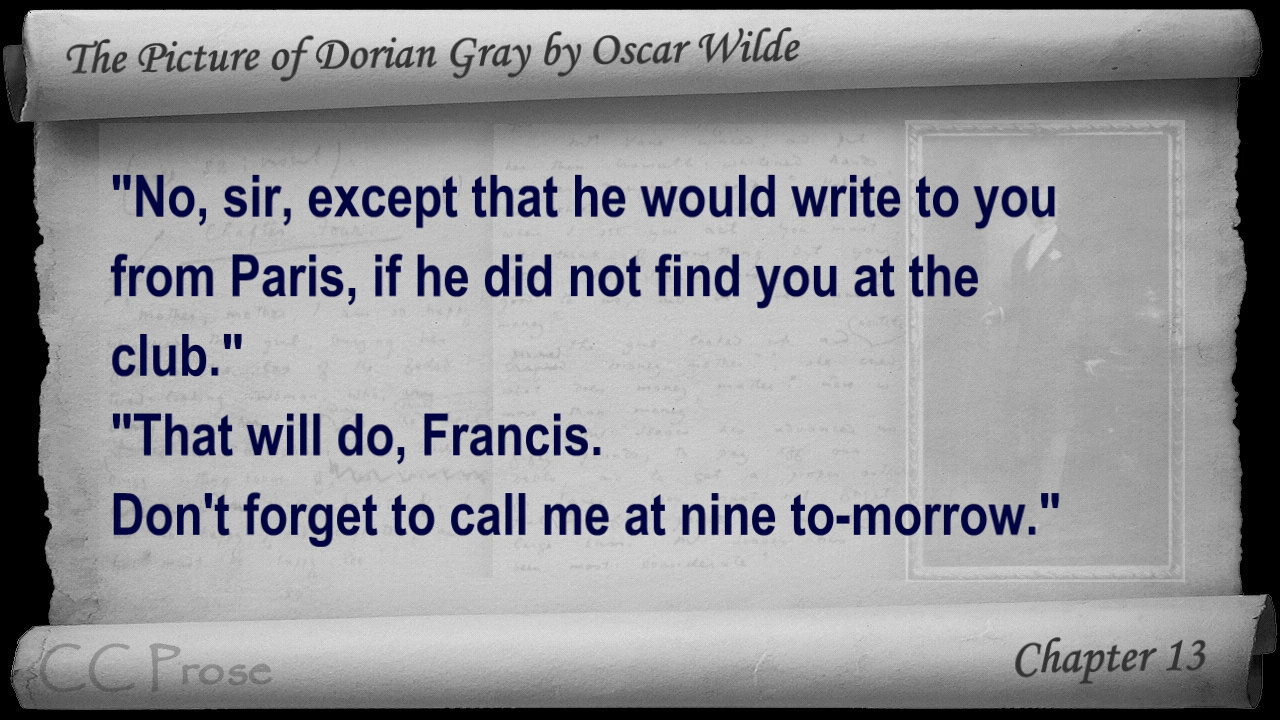 The Picture of Dorian Gray by Oscar Wilde
"No, sir, except that he would write to you
from Paris, if he did not find you at the
club."
"That will do, Francis.
Don't forget to call me at nine to-morrow."
CC Prose
Chapter 13